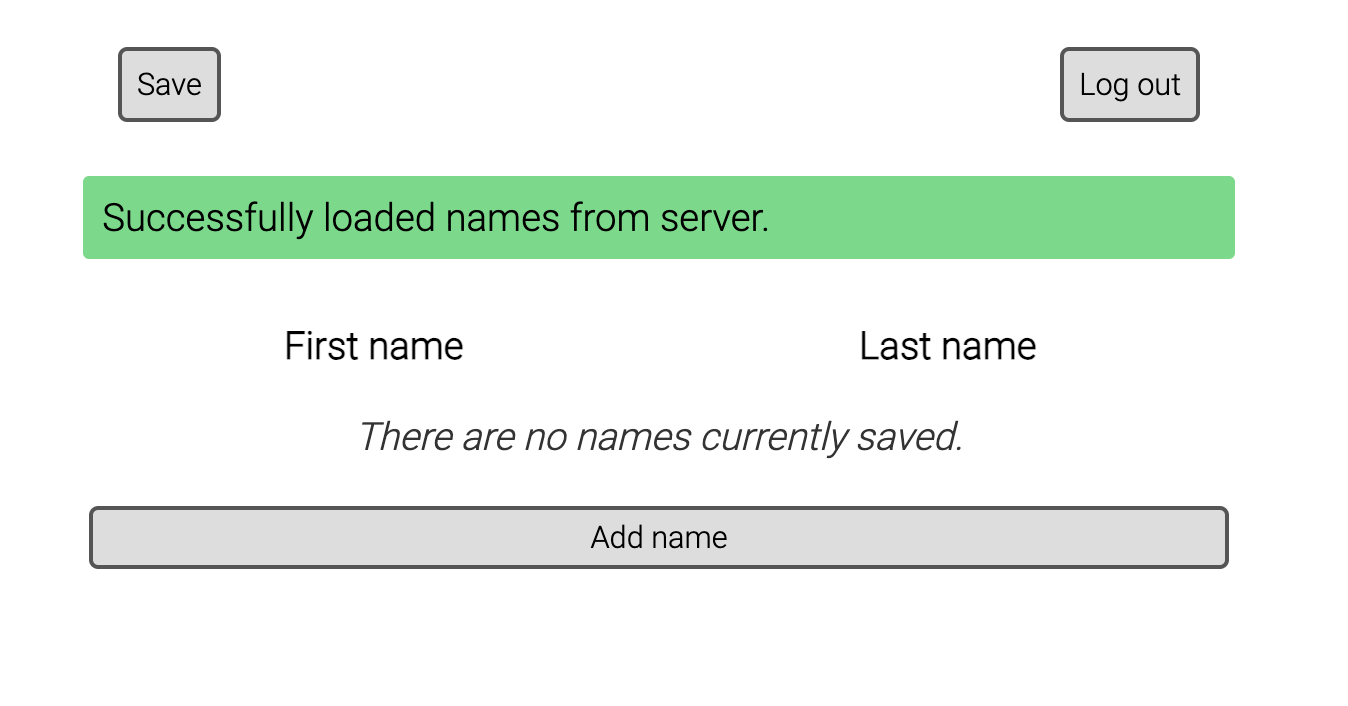 Save
Log out
Successfully loaded names from server.
First name
Last name
There are no names currently saved.
Add name